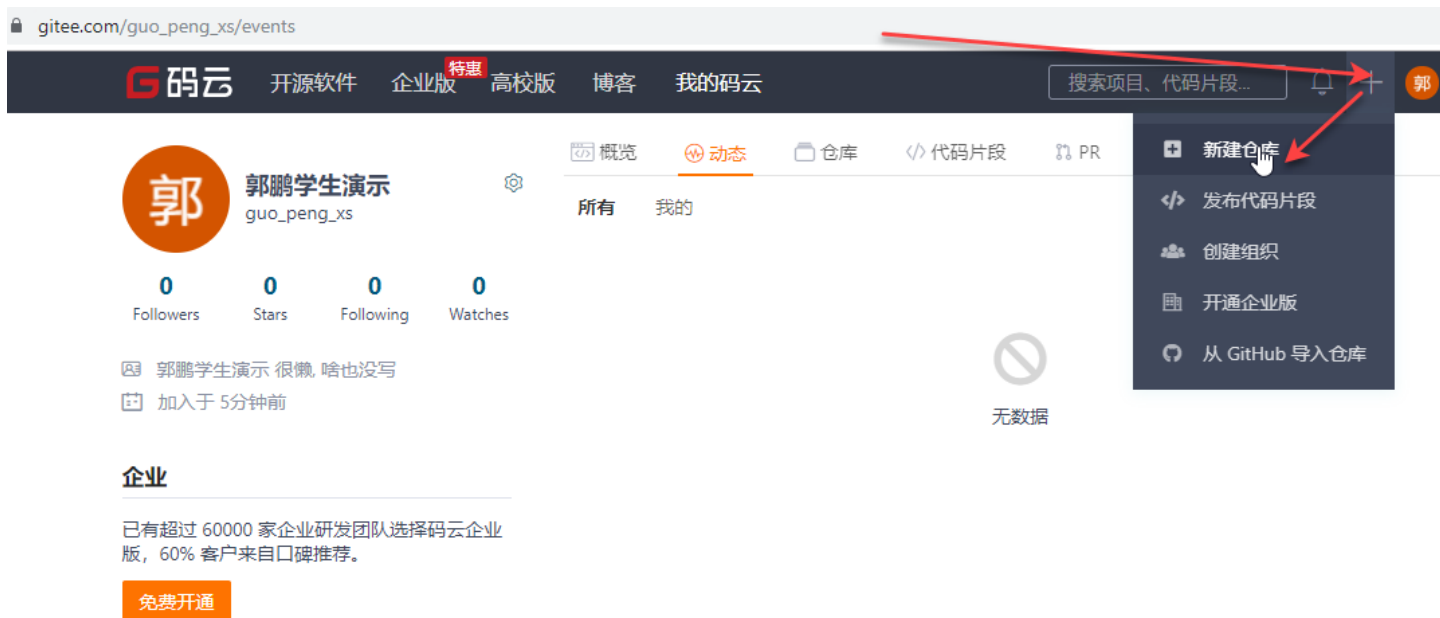 gitee.com/guo_peng_xs/events
G码云 开源软件 企业版 特惠 高校版 博客 我的码云 搜索项目、代码片段... 郭
概览 动态 仓库 代码片段 PR
新建仓库
发布代码片段
创建组织
开通企业版
从 GitHub 导入仓库
郭
郭鹏学生演示
guo_peng_xs
所有 我的
0 0 0 0
Followers Stars Following Watches
郭鹏学生演示 很懒, 啥也没写
加入于 5分钟前
无数据
企业
已有超过 60000 家企业研发团队选择码云企业
版，60% 客户来自口碑推荐。
免费开通